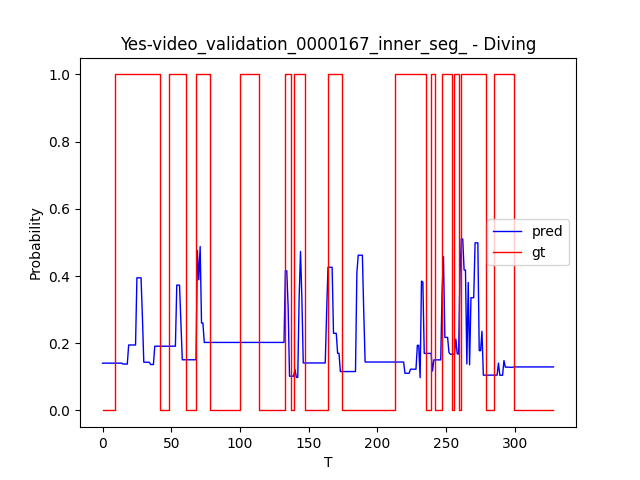 Yes-video_validation_0000167_inner_seg_ - Diving
1.0
0.8
0.6
0.4
0.2
0.0
Probability
pred
gt
0 50 100 150 200 250 300
T